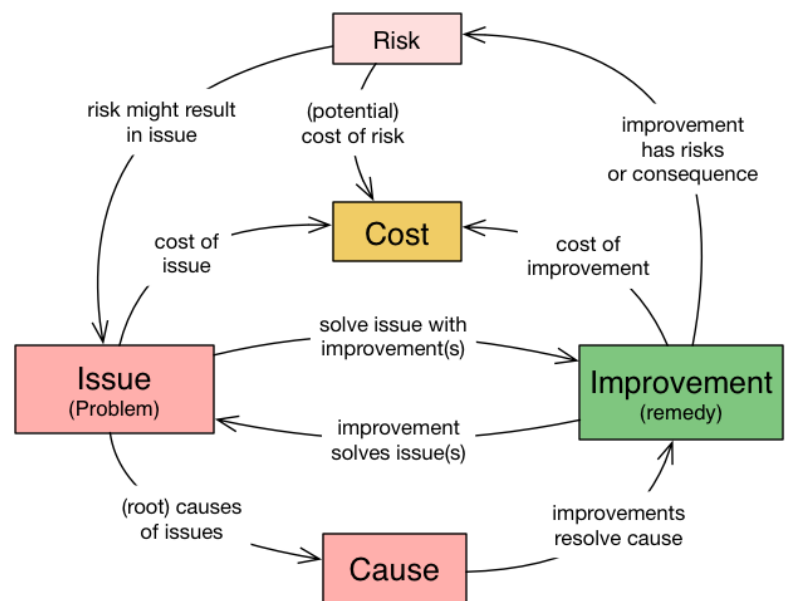 Risk
risk might result
in issue
(potential)
cost of risk
improvement
has risks
or consequence
Cost
cost of
issue
cost of
improvement
solve issue with
improvement(s)
Issue
(Problem)
Improvement
(remedy)
improvement
solves issue(s)
(root) causes
of issues
improvements
resolve cause
Cause